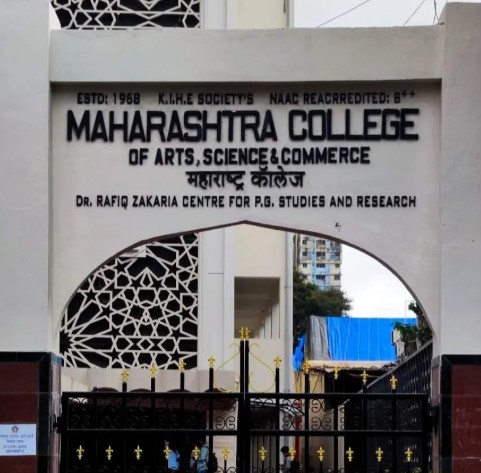 ESTD: 1968 K.I.H.E SOCIETY'S NAAC REACRREDITED: B++
MAHARASHTRA COLLEGE
OF ARTS, SCIENCE & COMMERCE
महाराष्ट्र कॉलेज
DR. RAFIQ ZAKARIA CENTRE FOR P.G. STUDIES AND RESEARCH